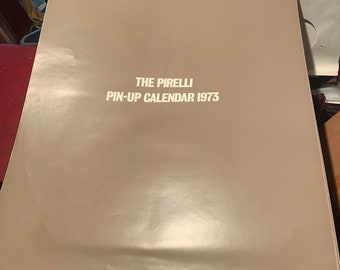 THE PIRELLI
PIN-UP CALENDAR 1973